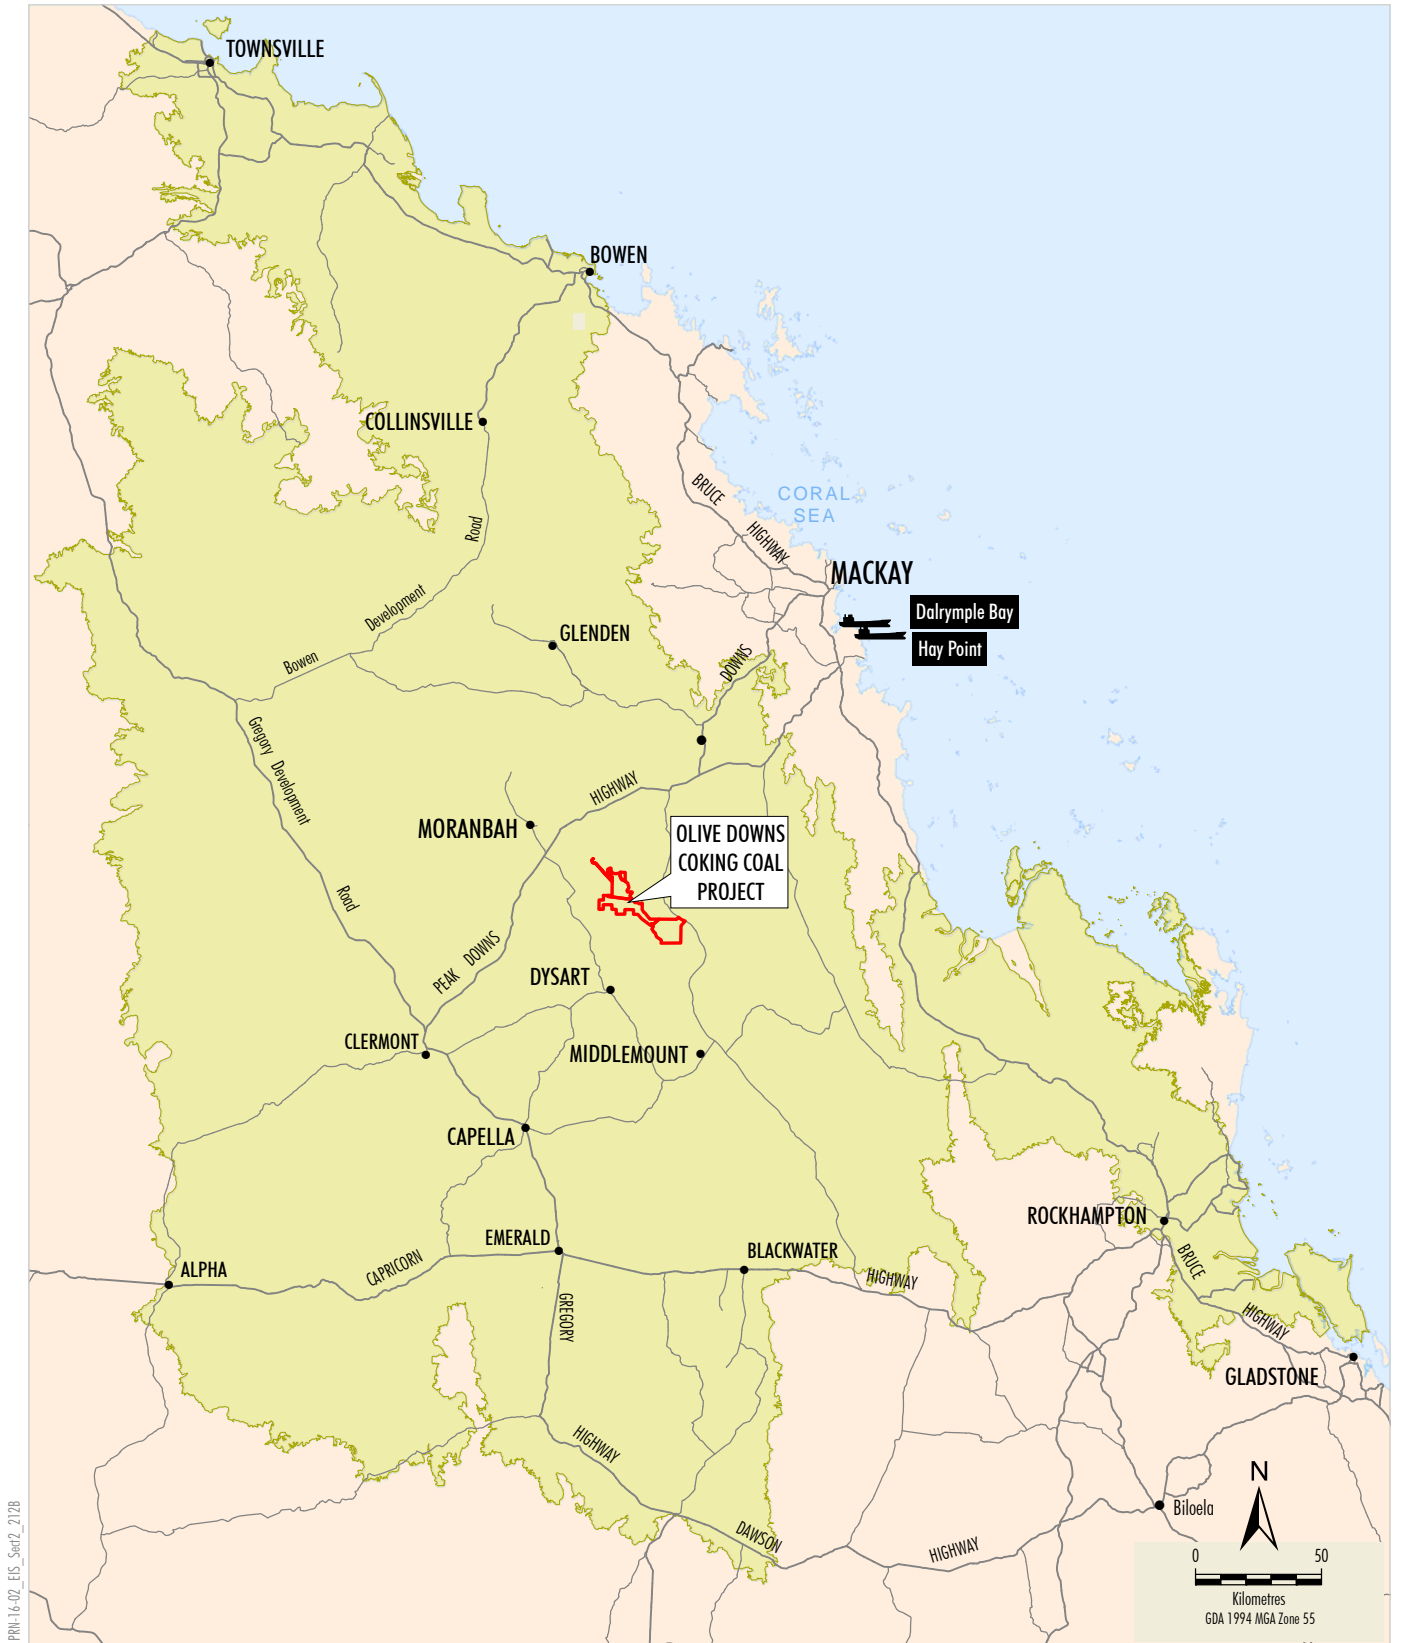 TOWNSVILLE
BOWEN
COLLINSVILLE
BRUCE
CORAL
SEA
HIGHWAY
Road
MACKAY
Dalrymple Bay
Hay Point
Development
GLENDEN
Bowen
DOWNS
Gregory
Development
HIGHWAY
MORANBAH
OLIVE DOWNS
COKING COAL
PROJECT
Road
PEAK DOWNS
DYSART
CLERMONT
MIDDLEMOUNT
CAPELLA
ROCKHAMPTON
EMERALD
BLACKWATER
BRUCE
ALPHA
CAPRICORN
HIGHWAY
GREGORY
HIGHWAY
GLADSTONE
HIGHWAY
N
Biloela
DAWSON
HIGHWAY
0 50
Kilometres
GDA 1994 MGA Zone 55
PRN-16-02_EIS_Sect2_212B